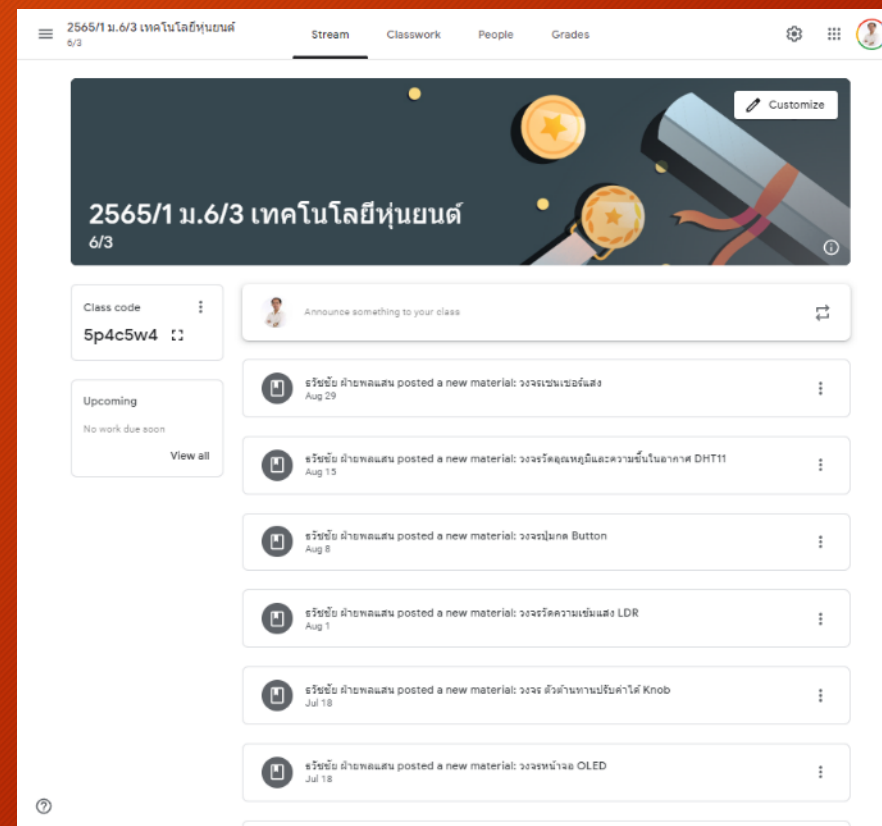 2565/1 ม.6/3 เทคโนโลยีหุ่นยนต์
6/3
Stream
Classwork
People
Grades
Customize
2565/1 ม.6/3 เทคโนโลยีหุ่นยนต์
6/3
Class code
5p4c5w4
Upcoming
No work due soon
View all
Announce something to your class
ธวัชชัย ฝ่ายพลแสน posted a new material: วงจรเซนเซอร์แสง
Aug 29
ธวัชชัย ฝ่ายพลแสน posted a new material: วงจรวัดอุณหภูมิและความชื้นในอากาศ DHT11
Aug 15
ธวัชชัย ฝ่ายพลแสน posted a new material: วงจรปุ่มกด Button
Aug 8
ธวัชชัย ฝ่ายพลแสน posted a new material: วงจรวัดความเข้มแสง LDR
Aug 1
ธวัชชัย ฝ่ายพลแสน posted a new material: วงจร ตัวต้านทานปรับค่าได้ Knob
Jul 18
ธวัชชัย ฝ่ายพลแสน posted a new material: วงจรหน้าจอ OLED
Jul 18